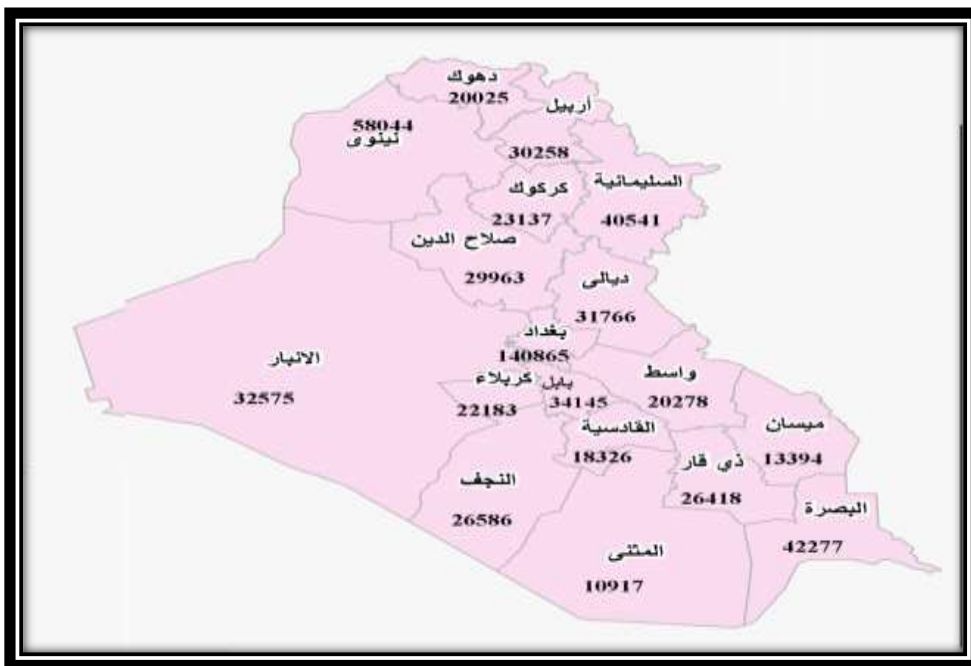 دهوك
20025
أربيل
30258
58044
نينوى
كركوك
23137
السليمانية
40541
صلاح الدين
29963
ديالى
31766
بغداد
140865
الانبار
32575
كربلاء
22183
بابل
34145
واسط
20278
القادسية
18326
ميسان
13394
ذي قار
26418
النجف
26586
البصرة
42277
المثنى
10917